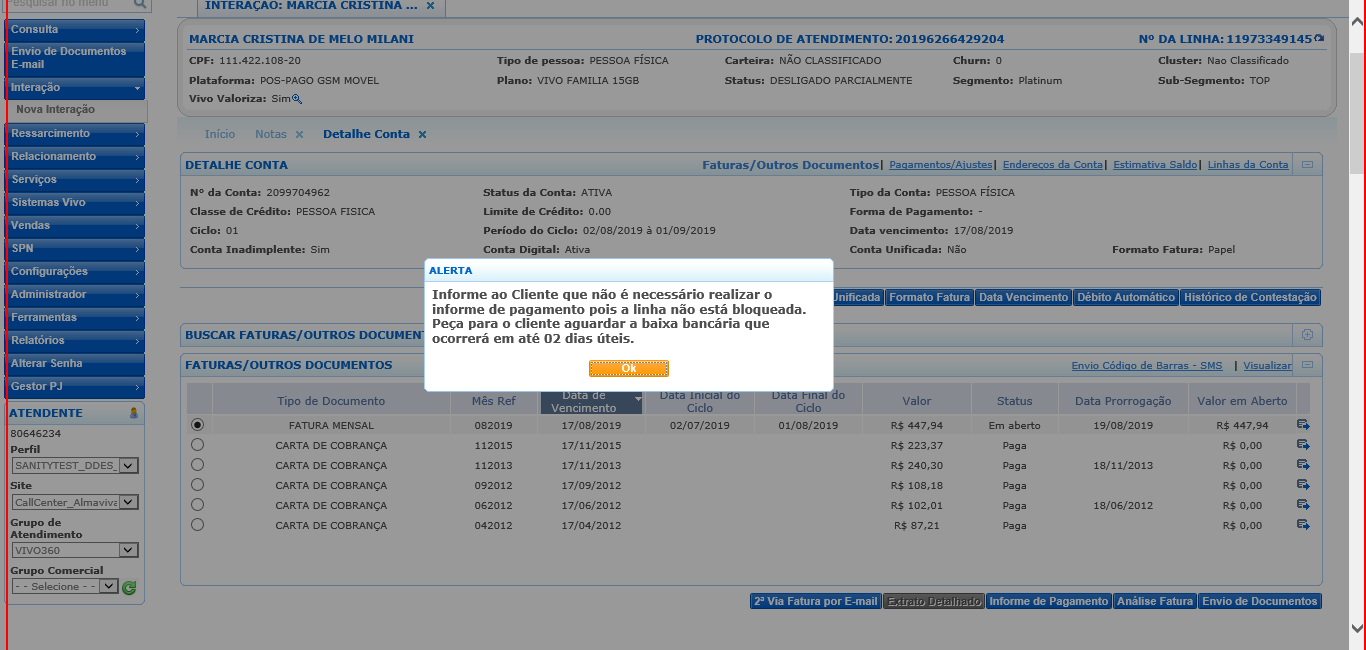 Pesquisar no menu
INTERAÇÃO: MARCIA CRISTINA ... ×
Consulta
Envio de Documentos
E-mail
Interação
Nova Interação
Ressarcimento
Relacionamento
Serviços
Sistemas Vivo
Vendas
SPN
Configurações
Administrador
Ferramentas
Relatórios
Alterar Senha
Gestor PJ
ATENDENTE
80646234
Perfil
SANITYTEST_DDES_
Site
CallCenter_Almaviva
Grupo de
Atendimento
VIVO360
Grupo Comercial
- - Selecione - -
MARCIA CRISTINA DE MELO MILANI PROTOCOLO DE ATENDIMENTO: 20196266429204 Nº DA LINHA: 11973349145
CPF: 111.422.108-20 Tipo de pessoa: PESSOA FÍSICA Carteira: NÃO CLASSIFICADO Churn: 0 Cluster: Nao Classificado
Plataforma: POS-PAGO GSM MOVEL Plano: VIVO FAMILIA 15GB Status: DESLIGADO PARCIALMENTE Segmento: Platinum Sub-Segmento: TOP
Vivo Valoriza: Sim
Início Notas × Detalhe Conta ×
DETALHE CONTA Faturas/Outros Documentos| Pagamentos/Ajustes| Endereços da Conta| Estimativa Saldo| Linhas da Conta
Nº da Conta: 2099704962 Status da Conta: ATIVA Tipo da Conta: PESSOA FÍSICA
Classe de Crédito: PESSOA FISICA Limite de Crédito: 0.00 Forma de Pagamento: -
Ciclo: 01 Período do Ciclo: 02/08/2019 à 01/09/2019 Data vencimento: 17/08/2019
Conta Inadimplente: Sim Conta Digital: Ativa Conta Unificada: Não Formato Fatura: Papel
ALERTA
Informe ao Cliente que não é necessário realizar o
informe de pagamento pois a linha não está bloqueada.
Peça para o cliente aguardar a baixa bancária que
ocorrerá em até 02 dias úteis.
Ok
Unificada Formato Fatura Data Vencimento Débito Automático Histórico de Contestação
BUSCAR FATURAS/OUTROS DOCUMENT
FATURAS/OUTROS DOCUMENTOS Envio Código de Barras - SMS | Visualizar
Tipo de Documento Mês Ref Data de Vencimento Data Inicial do Ciclo Data Final do Ciclo Valor Status Data Prorrogação Valor em Aberto
FATURA MENSAL 082019 17/08/2019 02/07/2019 01/08/2019 R$ 447,94 Em aberto 19/08/2019 R$ 447,94
CARTA DE COBRANÇA 112015 17/11/2015 R$ 223,37 Paga R$ 0,00
CARTA DE COBRANÇA 112013 17/11/2013 R$ 240,30 Paga 18/11/2013 R$ 0,00
CARTA DE COBRANÇA 092012 17/09/2012 R$ 108,18 Paga R$ 0,00
CARTA DE COBRANÇA 062012 17/06/2012 R$ 102,01 Paga 18/06/2012 R$ 0,00
CARTA DE COBRANÇA 042012 17/04/2012 R$ 87,21 Paga R$ 0,00
2ª Via Fatura por E-mail Extrato Detalhado Informe de Pagamento Análise Fatura Envio de Documentos